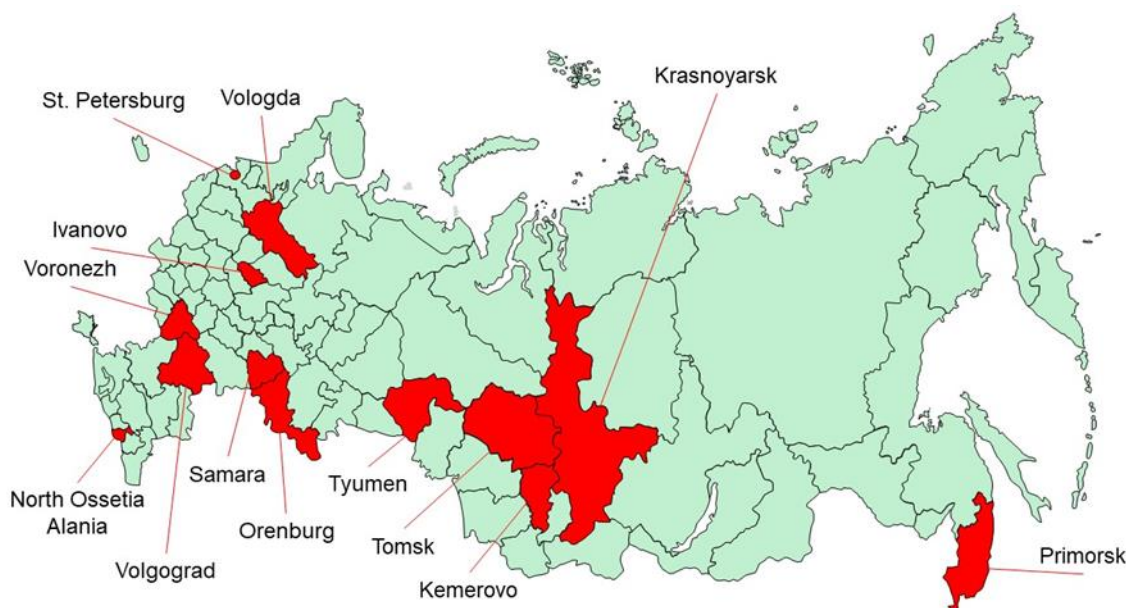 Krasnoyarsk
St. Petersburg
Vologda
Ivanovo
Voronezh
Samara
Tyumen
North Ossetia
Alania
Orenburg
Tomsk
Primorsk
Volgograd
Kemerovo